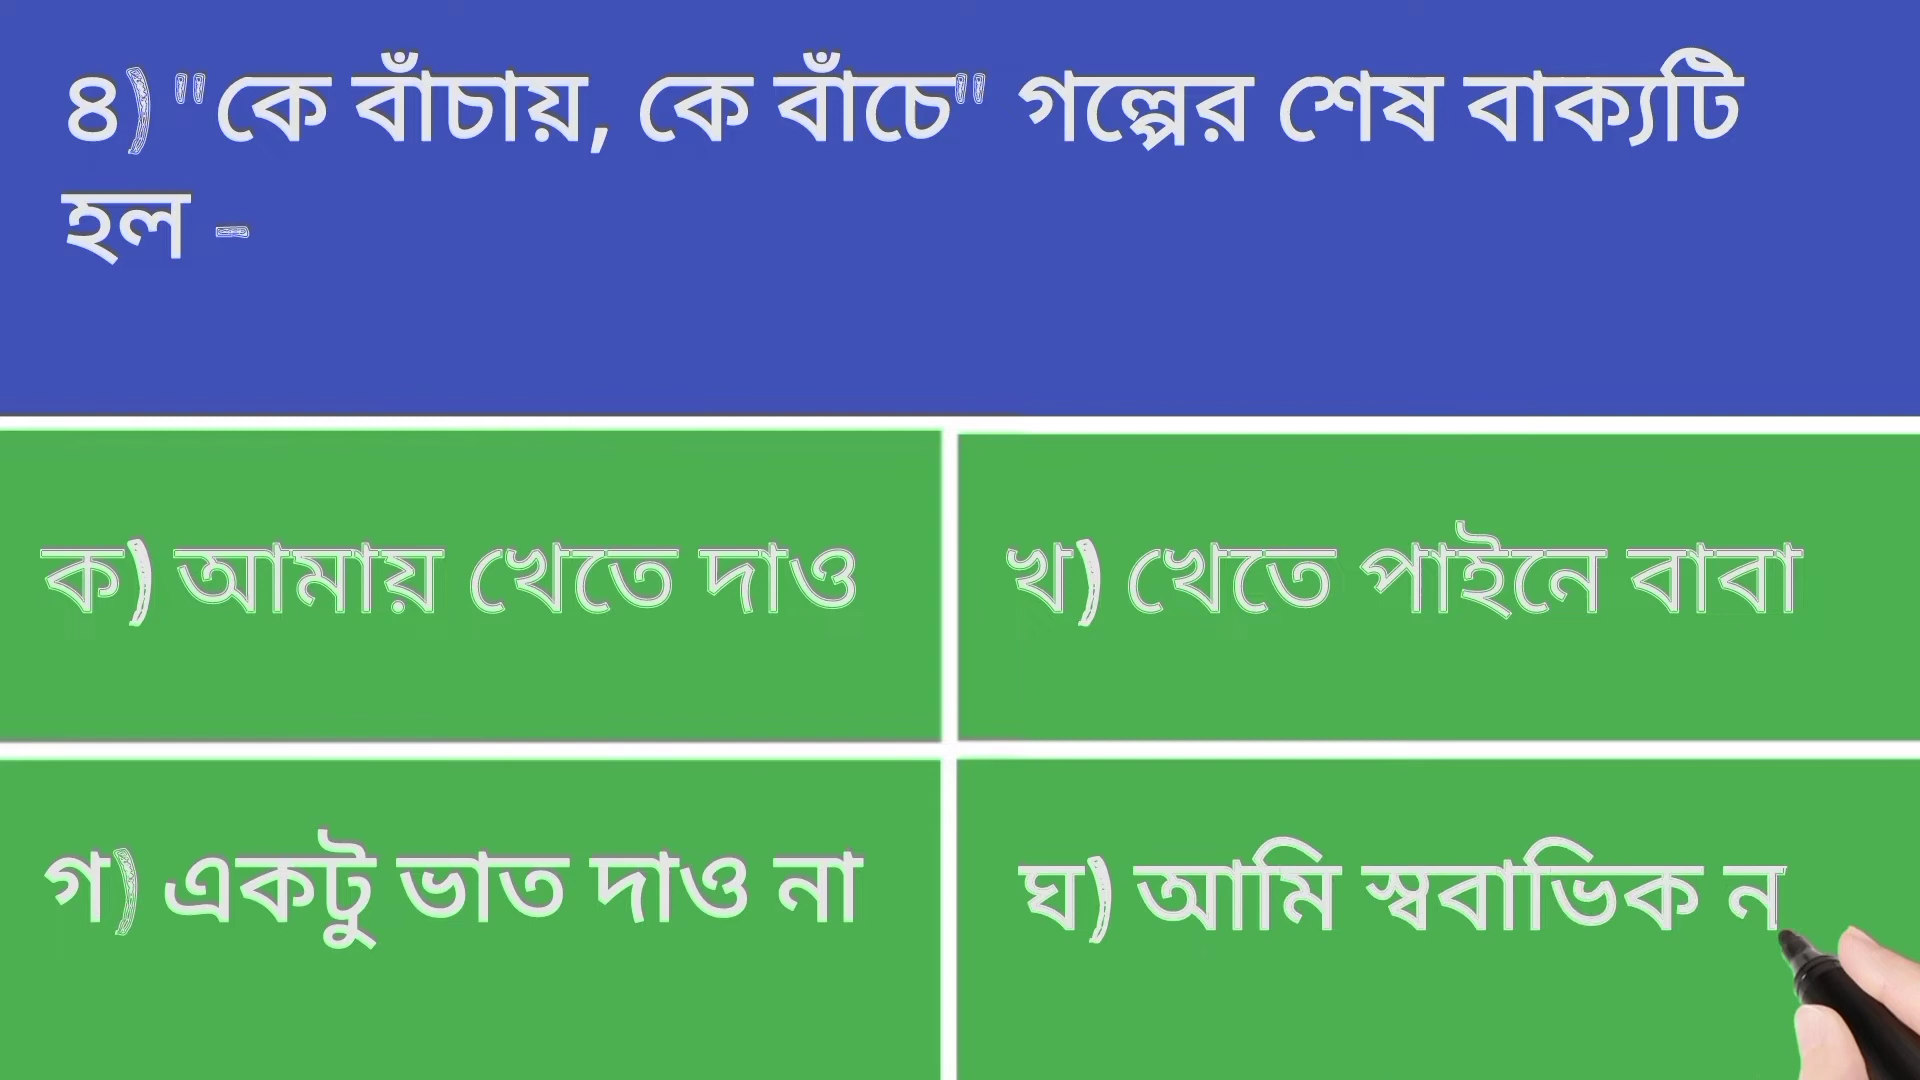 ৪) "কে বাঁচায়, কে বাঁচে" গল্পের শেষ বাক্যটি
হল -
ক) আমায় খেতে দাও
খ) খেতে পাইনে বাবা
গ) একটু ভাত দাও না
ঘ) আমি স্ববাভিক ন